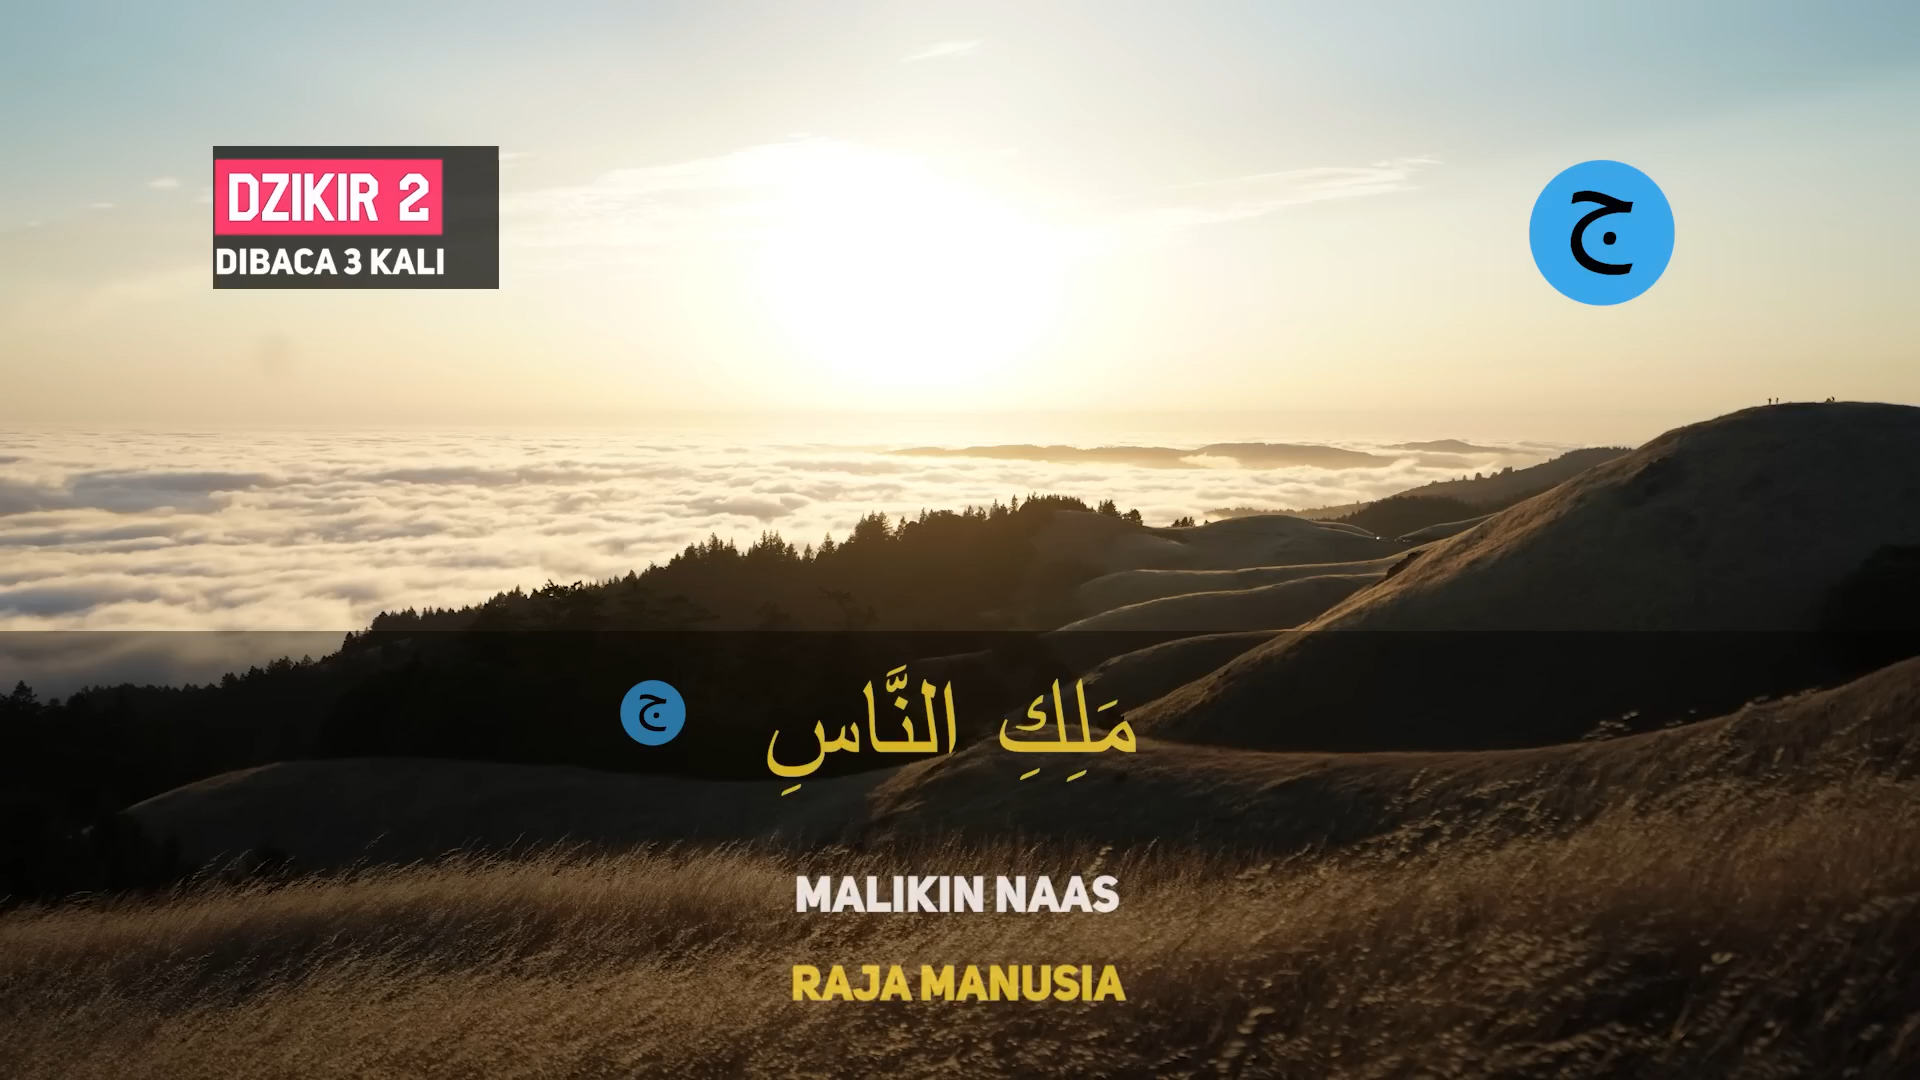 DZIKIR 2
DIBACA 3 KALI
ج
مَلِكِ النَّاسِ ج
MALIKIN NAAS
RAJA MANUSIA